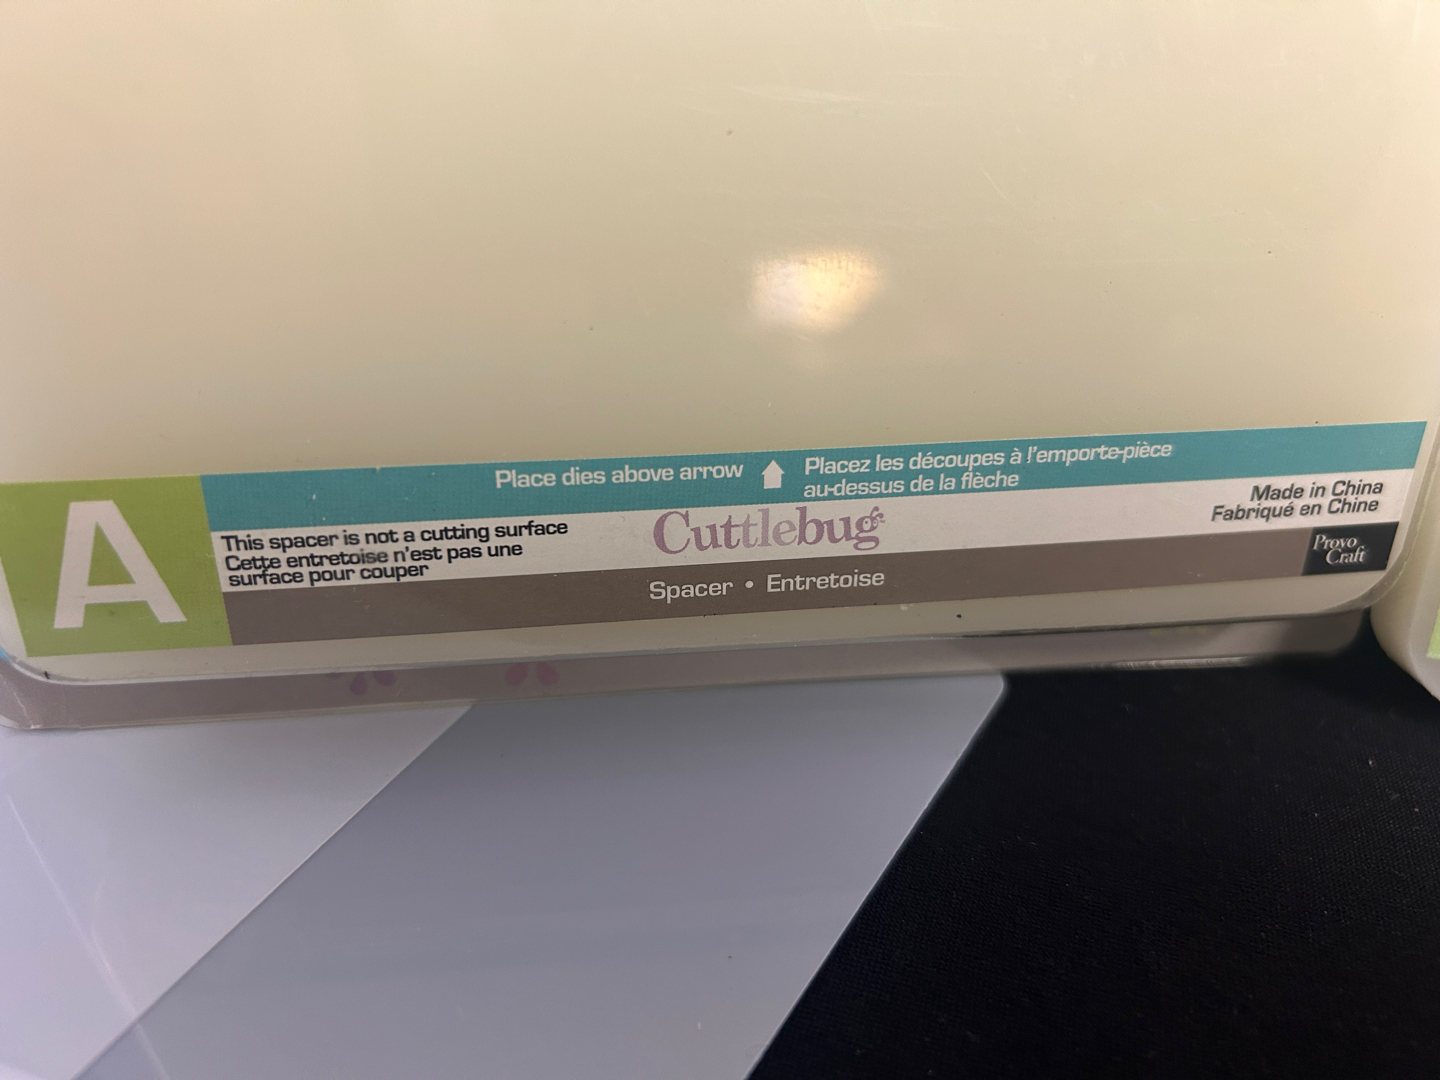 Place dies above arrow
Placez les découpes à l'emporte-pièce
au-dessus de la flèche
A
This spacer is not a cutting surface
Cette entretoise n'est pas une
surface pour couper
Cuttlebug
Made in China
Fabriqué en Chine
Spacer • Entretoise
Provo
Craft